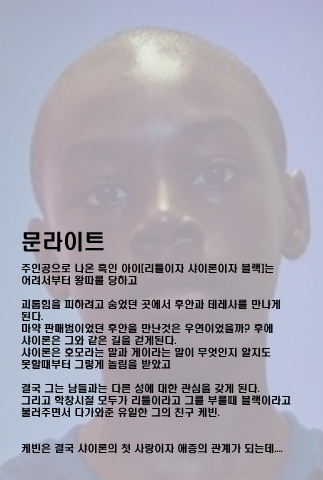 문라이트
주인공으로 나온 흑인 아이[리틀이자 샤이론이자 블랙]는
어려서부터 왕따를 당하고
괴롭힘을 피하려고 숨었던 곳에서 후안과 테레사를 만나게
된다.
마약 판매범이었던 후안을 만난것은 우연이었을까? 후에
샤이론은 그와 같은 길을 걷게된다.
샤이론은 호모라는 말과 게이라는 말이 무엇인지 알지도
못할때부터 그렇게 놀림을 받았고
결국 그는 남들과는 다른 성에 대한 관심을 갖게 된다.
그리고 학창시절 모두가 리틀이라고 그를 부를때 블랙이라고
불러주면서 다가와준 유일한 그의 친구 케빈.
케빈은 결국 샤이론의 첫 사랑이자 애증의 관계가 되는데....